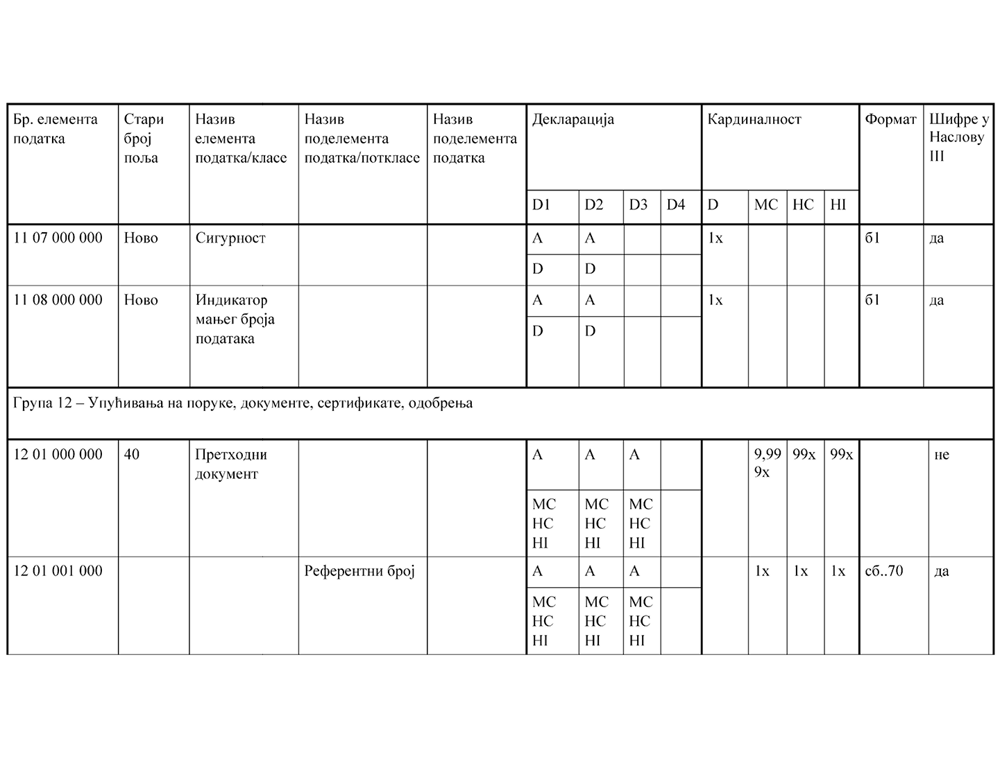 Бр. елемента податка | Стари број поља | Назив елемента податка/класе | Назив поделемента податка/поткласе | Назив поделемента податка | Декларација | Кардиналност | Формат | Шифре у Наслову III
D1 | D2 | D3 | D4 | D | MC | HC | HI
11 07 000 000 | Ново | Сигурност | A | A | 1x | б1 | да
D | D
11 08 000 000 | Ново | Индикатор мањег броја података | A | A | 1x | б1 | да
D | D
Група 12 – Упућивања на поруке, документе, сертификате, одобрења
12 01 000 000 | 40 | Претходни документ | A | A | A | 9,999x | 99x | 99x | не
MC HC HI | MC HC HI | MC HC HI
12 01 001 000 | Референтни број | A | A | A | 1x | 1x | 1x | сб..70 | да
MC HC HI | MC HC HI | MC HC HI